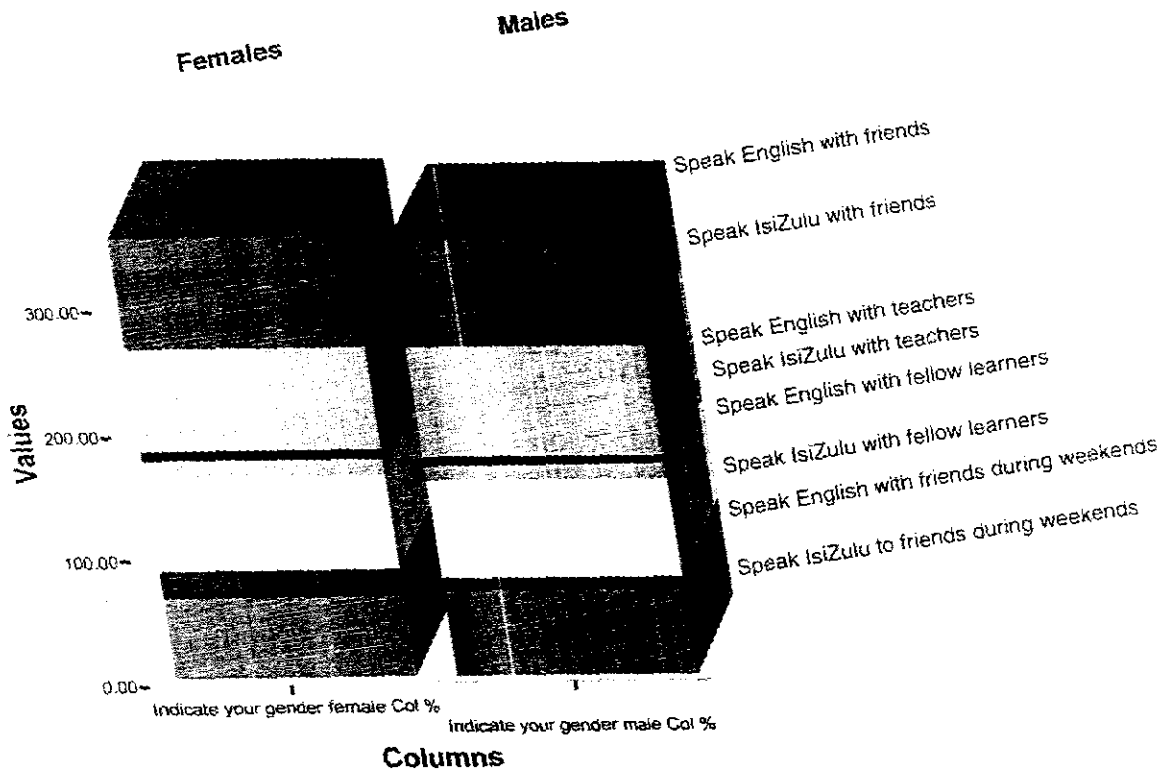 Females
Males
Speak English with friends
Speak IsiZulu with friends
Speak English with teachers
Speak IsiZulu with teachers
Speak English with fellow learners
Speak IsiZulu with fellow learners
Speak English with friends during weekends
Speak IsiZulu to friends during weekends
Values
300.00
200.00
100.00
0.00
Indicate your gender female Col %
Indicate your gender male Col %
Columns